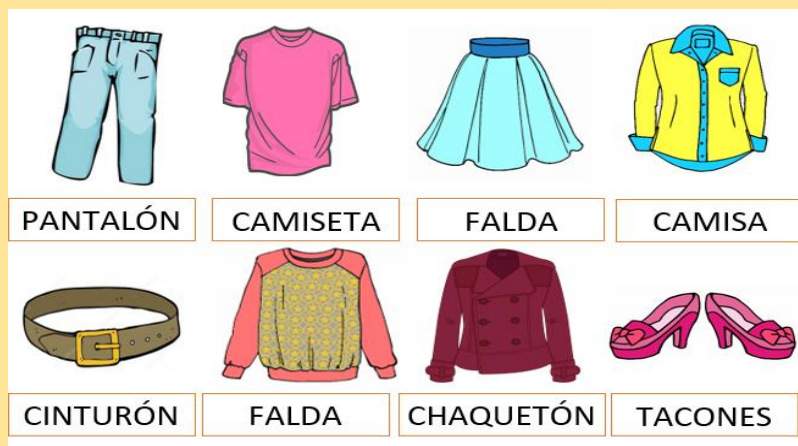 PANTALÓN
CAMISETA
FALDA
CAMISA
CINTURÓN
FALDA
CHAQUETÓN
TACONES